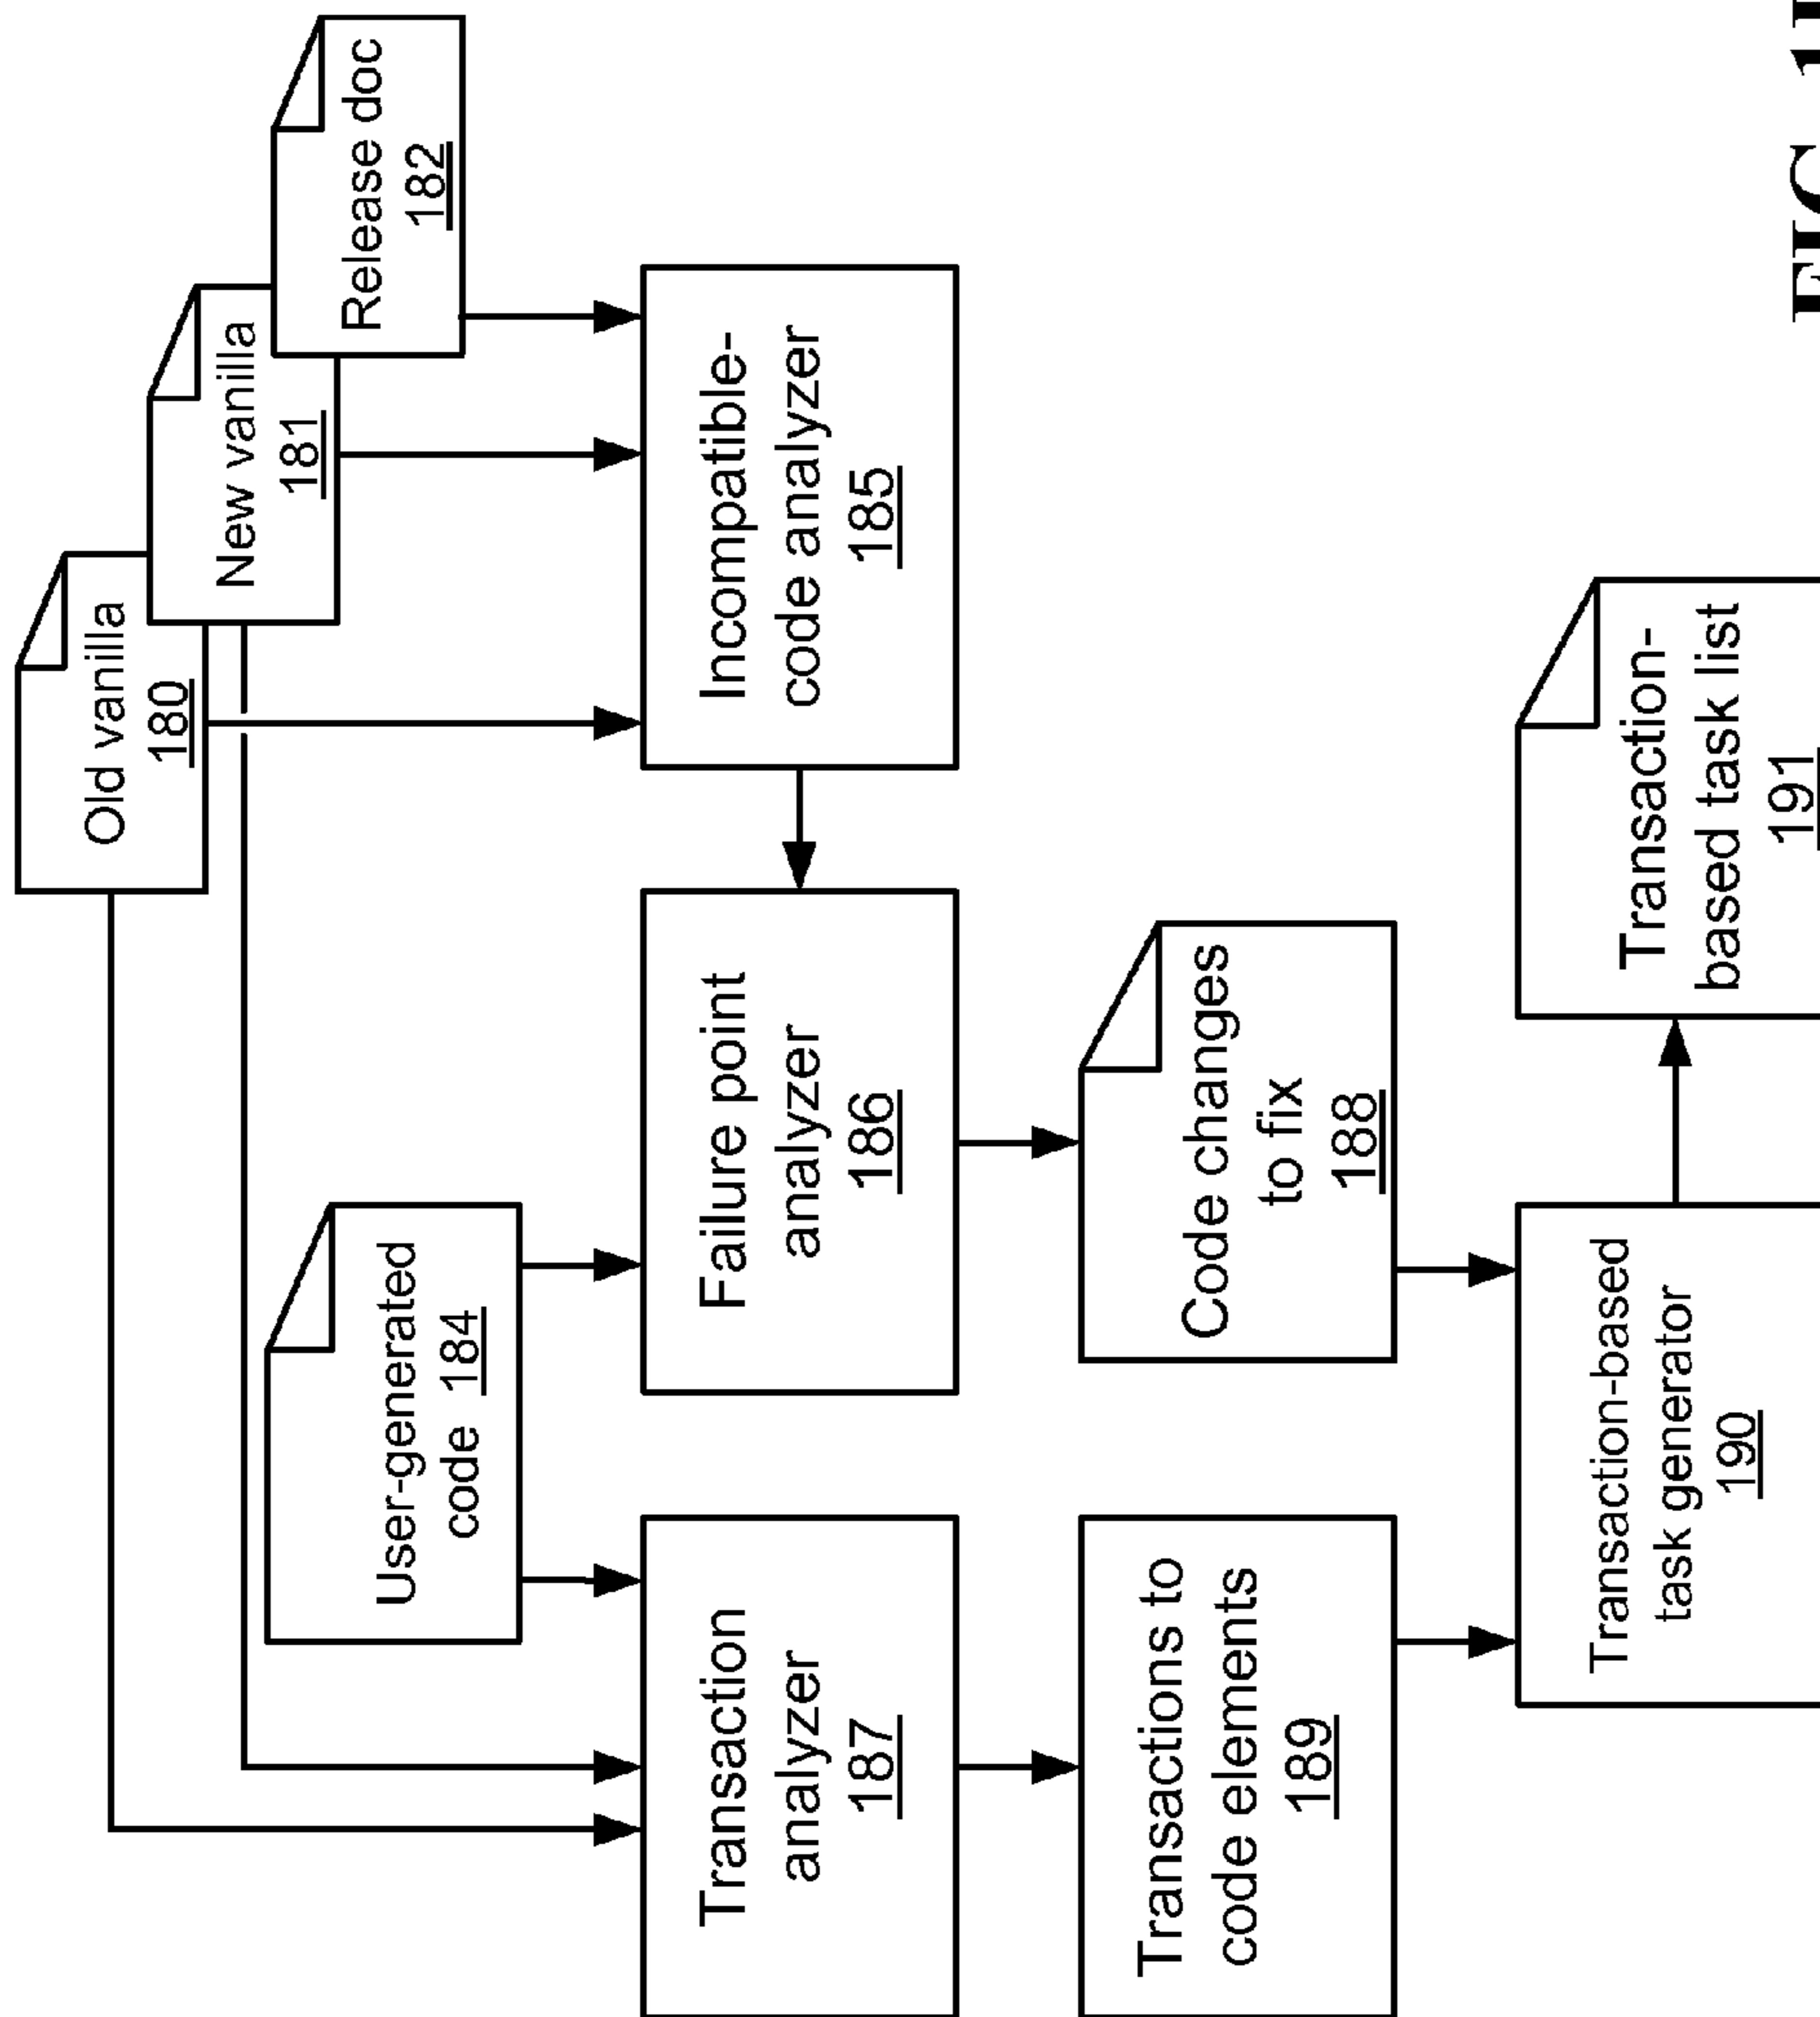 Old vanilla
180
New vanilla
181
Release doc
182
User-generated
code 184
Transaction
analyzer
187
Failure point
analyzer
186
Incompatible-
code analyzer
185
Transactions to
code elements
189
Code changes
to fix
188
Transaction-based
task generator
190
Transaction-
based task list
191